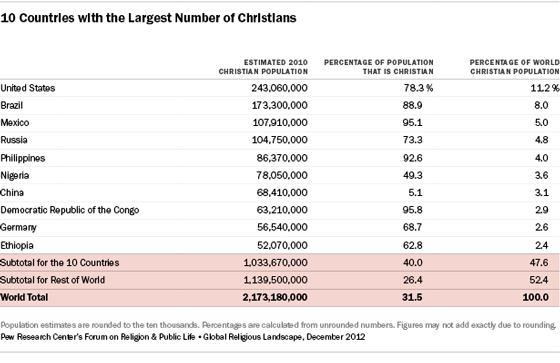 10 Countries with the Largest Number of Christians
ESTIMATED 2010 PERCENTAGE OF POPULATION PERCENTAGE OF WORLD
CHRISTIAN POPULATION THAT IS CHRISTIAN CHRISTIAN POPULATION
United States 243,060,000 78.3 % 11.2 %
Brazil 173,300,000 88.9 8.0
Mexico 107,910,000 95.1 5.0
Russia 104,750,000 73.3 4.8
Philippines 86,370,000 92.6 4.0
Nigeria 78,050,000 49.3 3.6
China 68,410,000 5.1 3.1
Democratic Republic of the Congo 63,210,000 95.8 2.9
Germany 56,540,000 68.7 2.6
Ethiopia 52,070,000 62.8 2.4
Subtotal for the 10 Countries 1,033,670,000 40.0 47.6
Subtotal for Rest of World 1,139,500,000 26.4 52.4
World Total 2,173,180,000 31.5 100.0
Population estimates are rounded to the ten thousands. Percentages are calculated from unrounded numbers. Figures may not add exactly due to rounding.
Pew Research Center's Forum on Religion & Public Life • Global Religious Landscape, December 2012